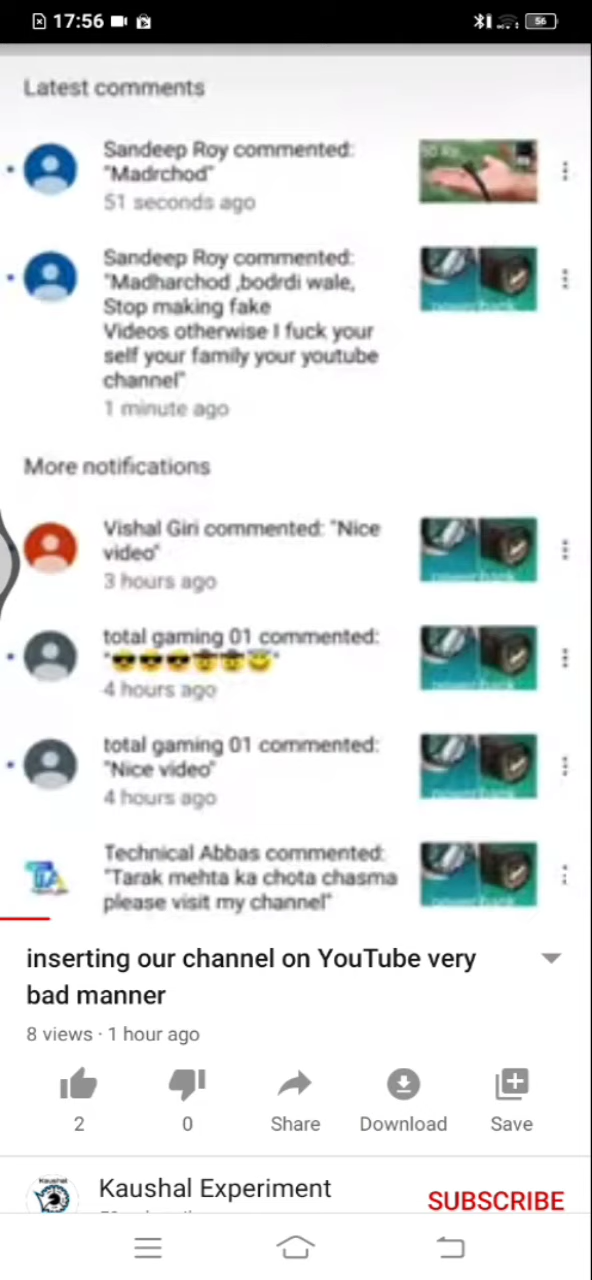 17:56
56
Latest comments
Sandeep Roy commented:
"Madrchod"
51 seconds ago
Sandeep Roy commented:
"Madharchod ,bodrdi wale,
Stop making fake
Videos otherwise I fuck your
self your family your youtube
channel"
1 minute ago
More notifications
Vishal Giri commented: "Nice
video"
3 hours ago
total gaming 01 commented:
"😎😎😎🤠🤠😇"
4 hours ago
total gaming 01 commented:
"Nice video"
4 hours ago
Technical Abbas commented:
"Tarak mehta ka chota chasma
please visit my channel"
inserting our channel on YouTube very
bad manner
8 views · 1 hour ago
2
0
Share
Download
Save
Kaushal
Kaushal Experiment
SUBSCRIBE